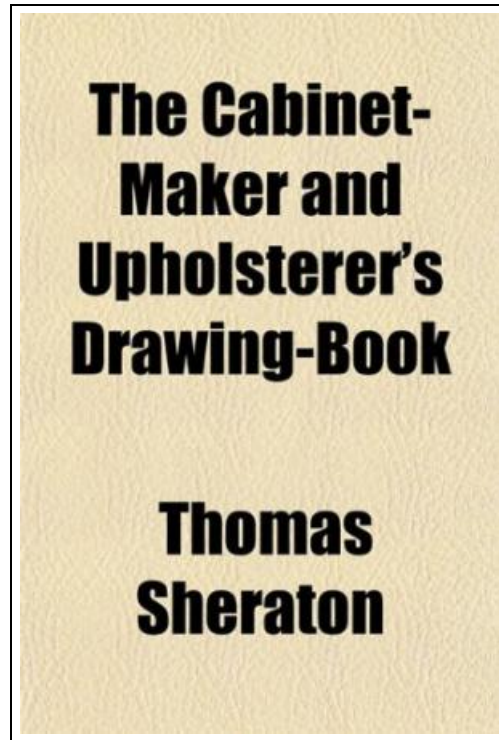 The Cabinet-
Maker and
Upholsterer's
Drawing-Book
Thomas
Sheraton